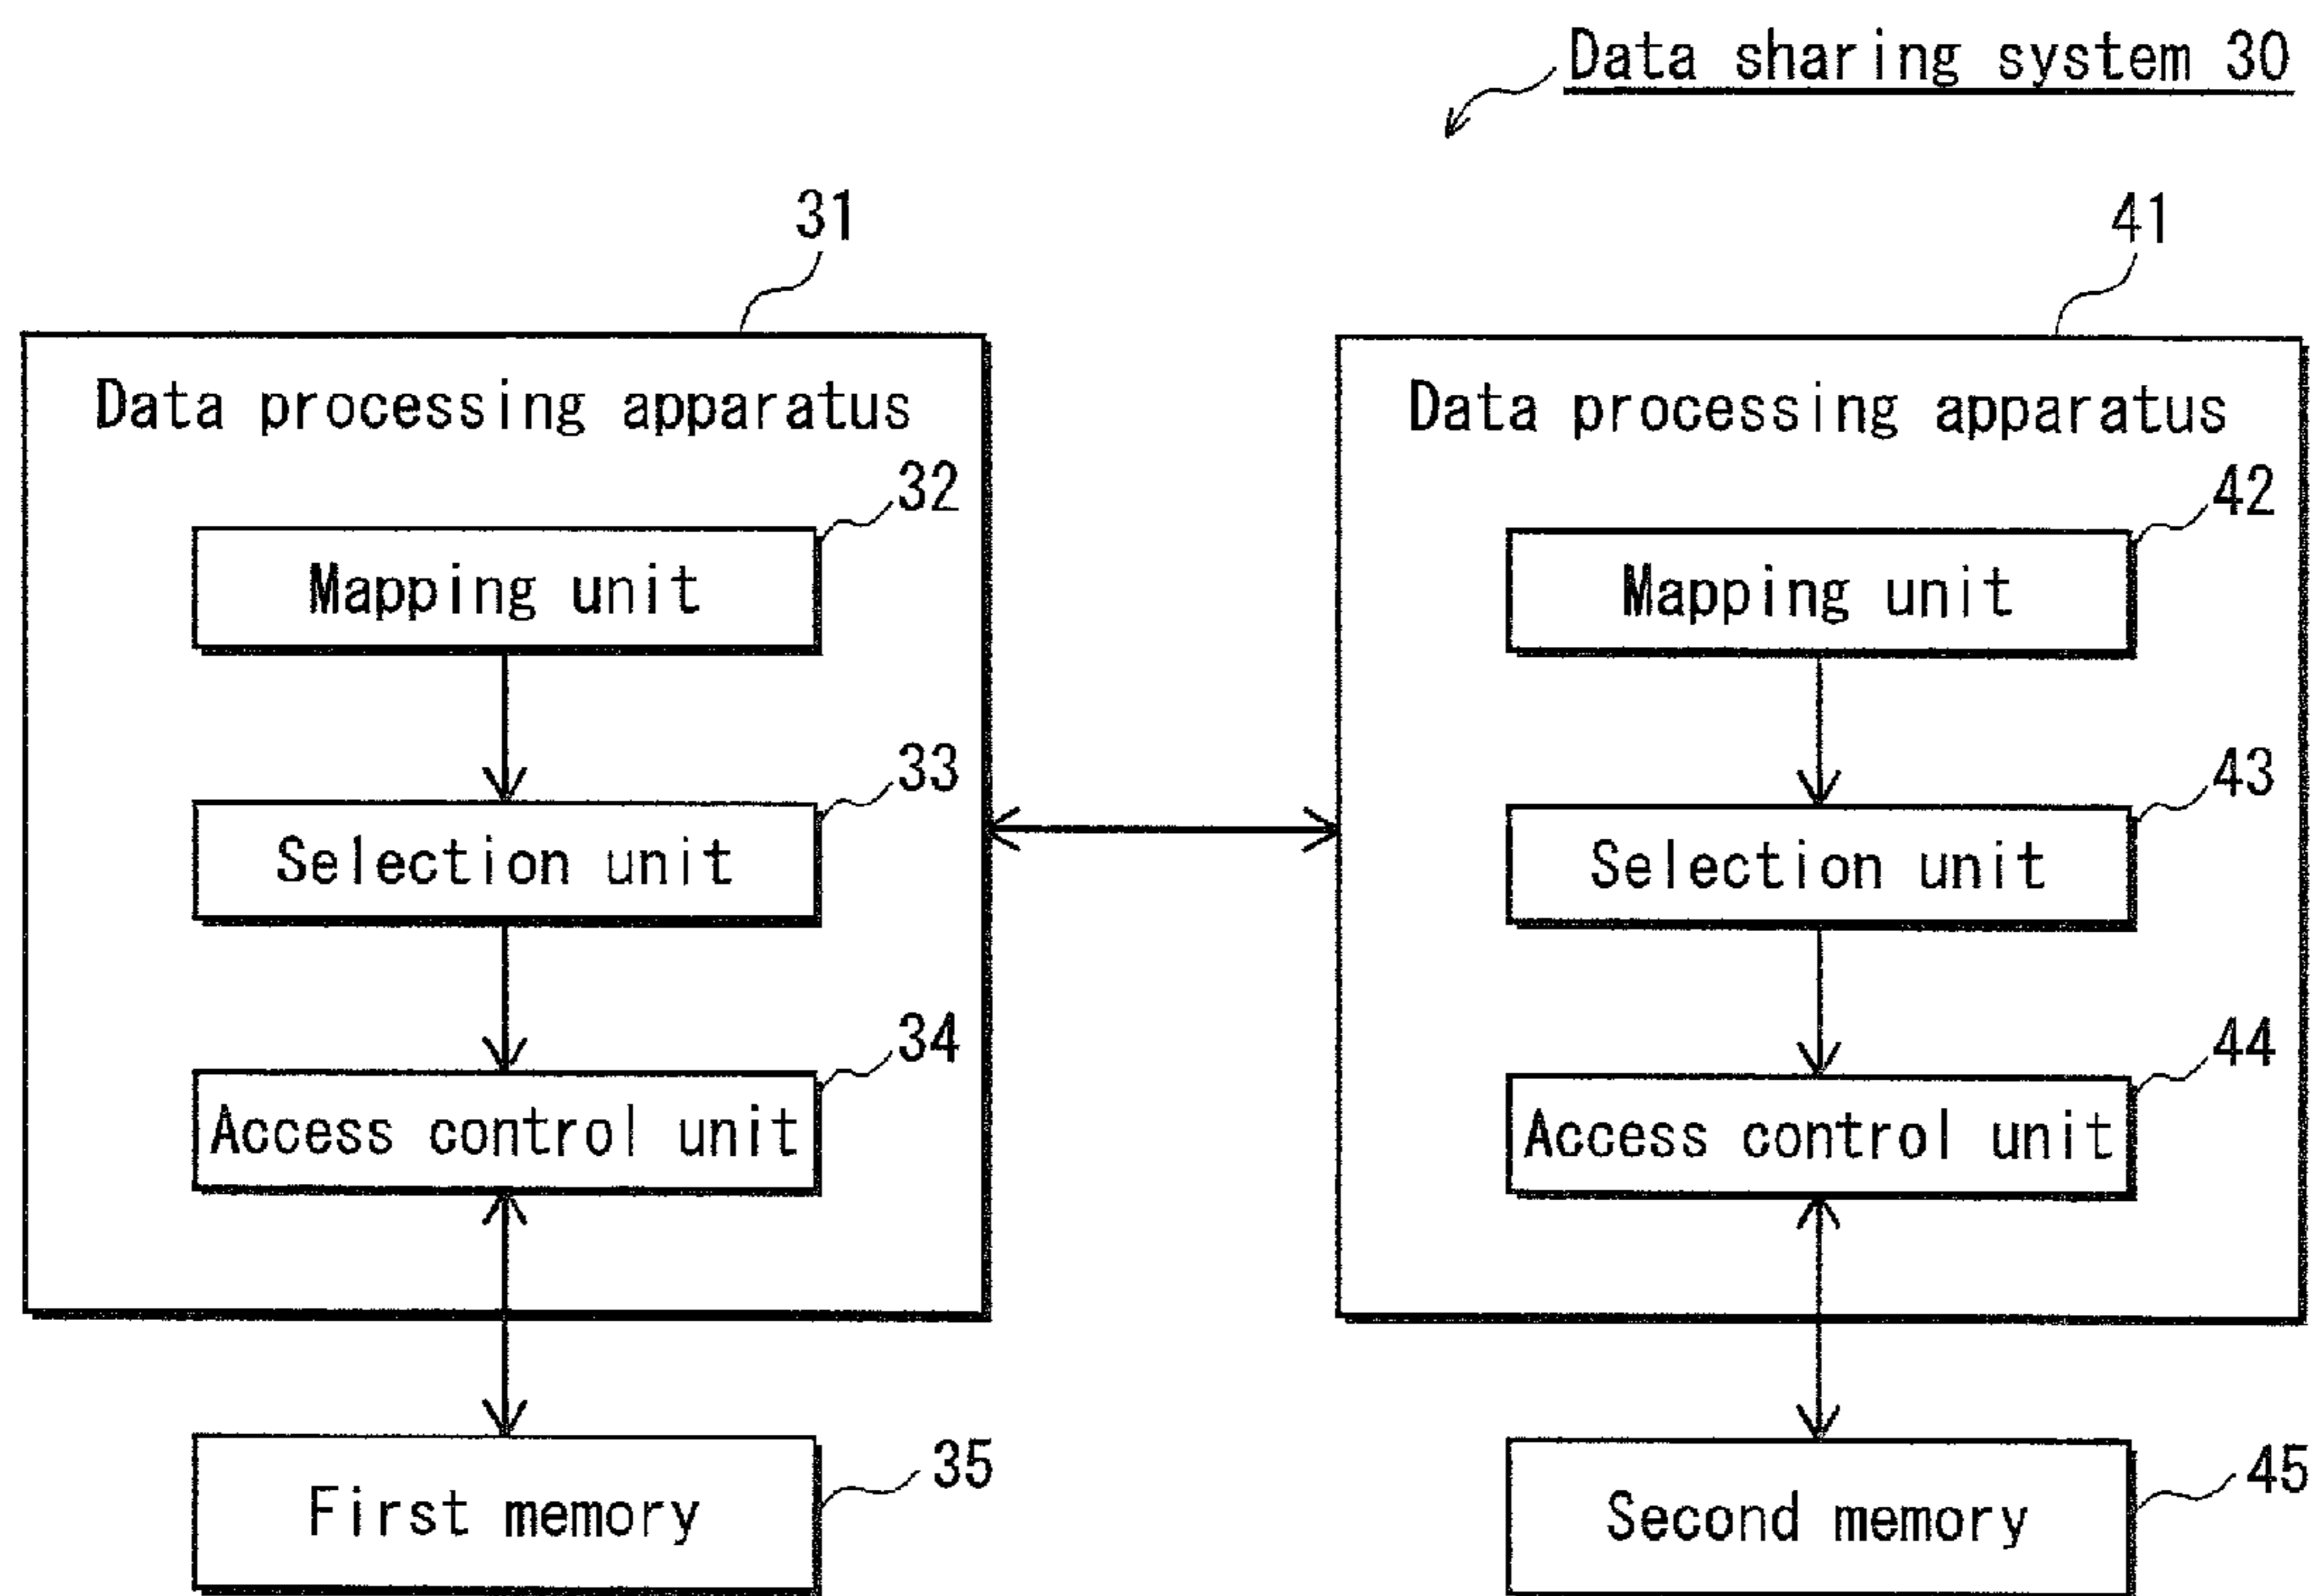 Data sharing system 30
31
41
Data processing apparatus
Data processing apparatus
32
42
Mapping unit
Mapping unit
33
43
Selection unit
Selection unit
34
44
Access control unit
Access control unit
35
45
First memory
Second memory